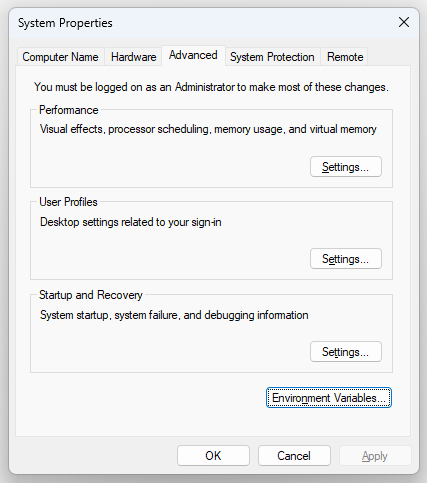 System Properties
Computer Name Hardware Advanced System Protection Remote
You must be logged on as an Administrator to make most of these changes.
Performance
Visual effects, processor scheduling, memory usage, and virtual memory
Settings...
User Profiles
Desktop settings related to your sign-in
Settings...
Startup and Recovery
System startup, system failure, and debugging information
Settings...
Environment Variables...
OK Cancel Apply